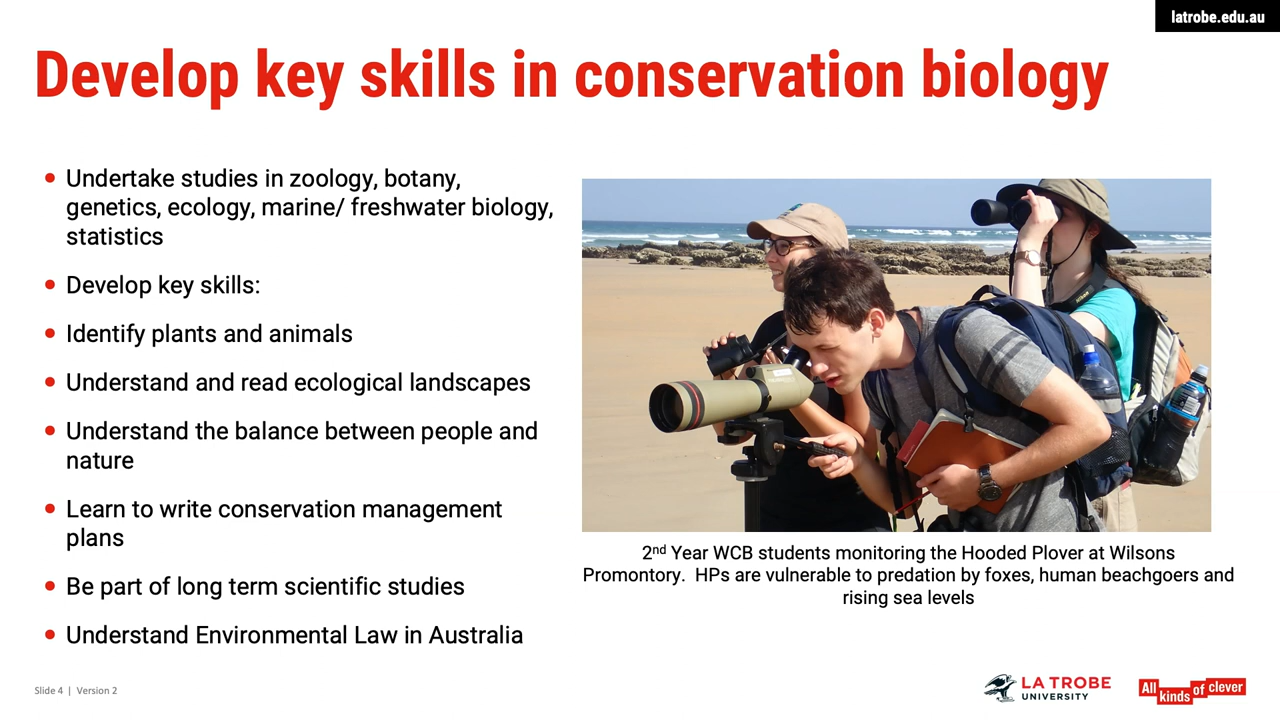 latrobe.edu.au
Develop key skills in conservation biology
• Undertake studies in zoology, botany,
genetics, ecology, marine/ freshwater biology,
statistics
• Develop key skills:
• Identify plants and animals
• Understand and read ecological landscapes
• Understand the balance between people and
nature
• Learn to write conservation management
plans
• Be part of long term scientific studies
• Understand Environmental Law in Australia
2nd Year WCB students monitoring the Hooded Plover at Wilsons
Promontory.  HPs are vulnerable to predation by foxes, human beachgoers and
rising sea levels
Slide 4 | Version 2
LA TROBE
UNIVERSITY
All kinds of clever